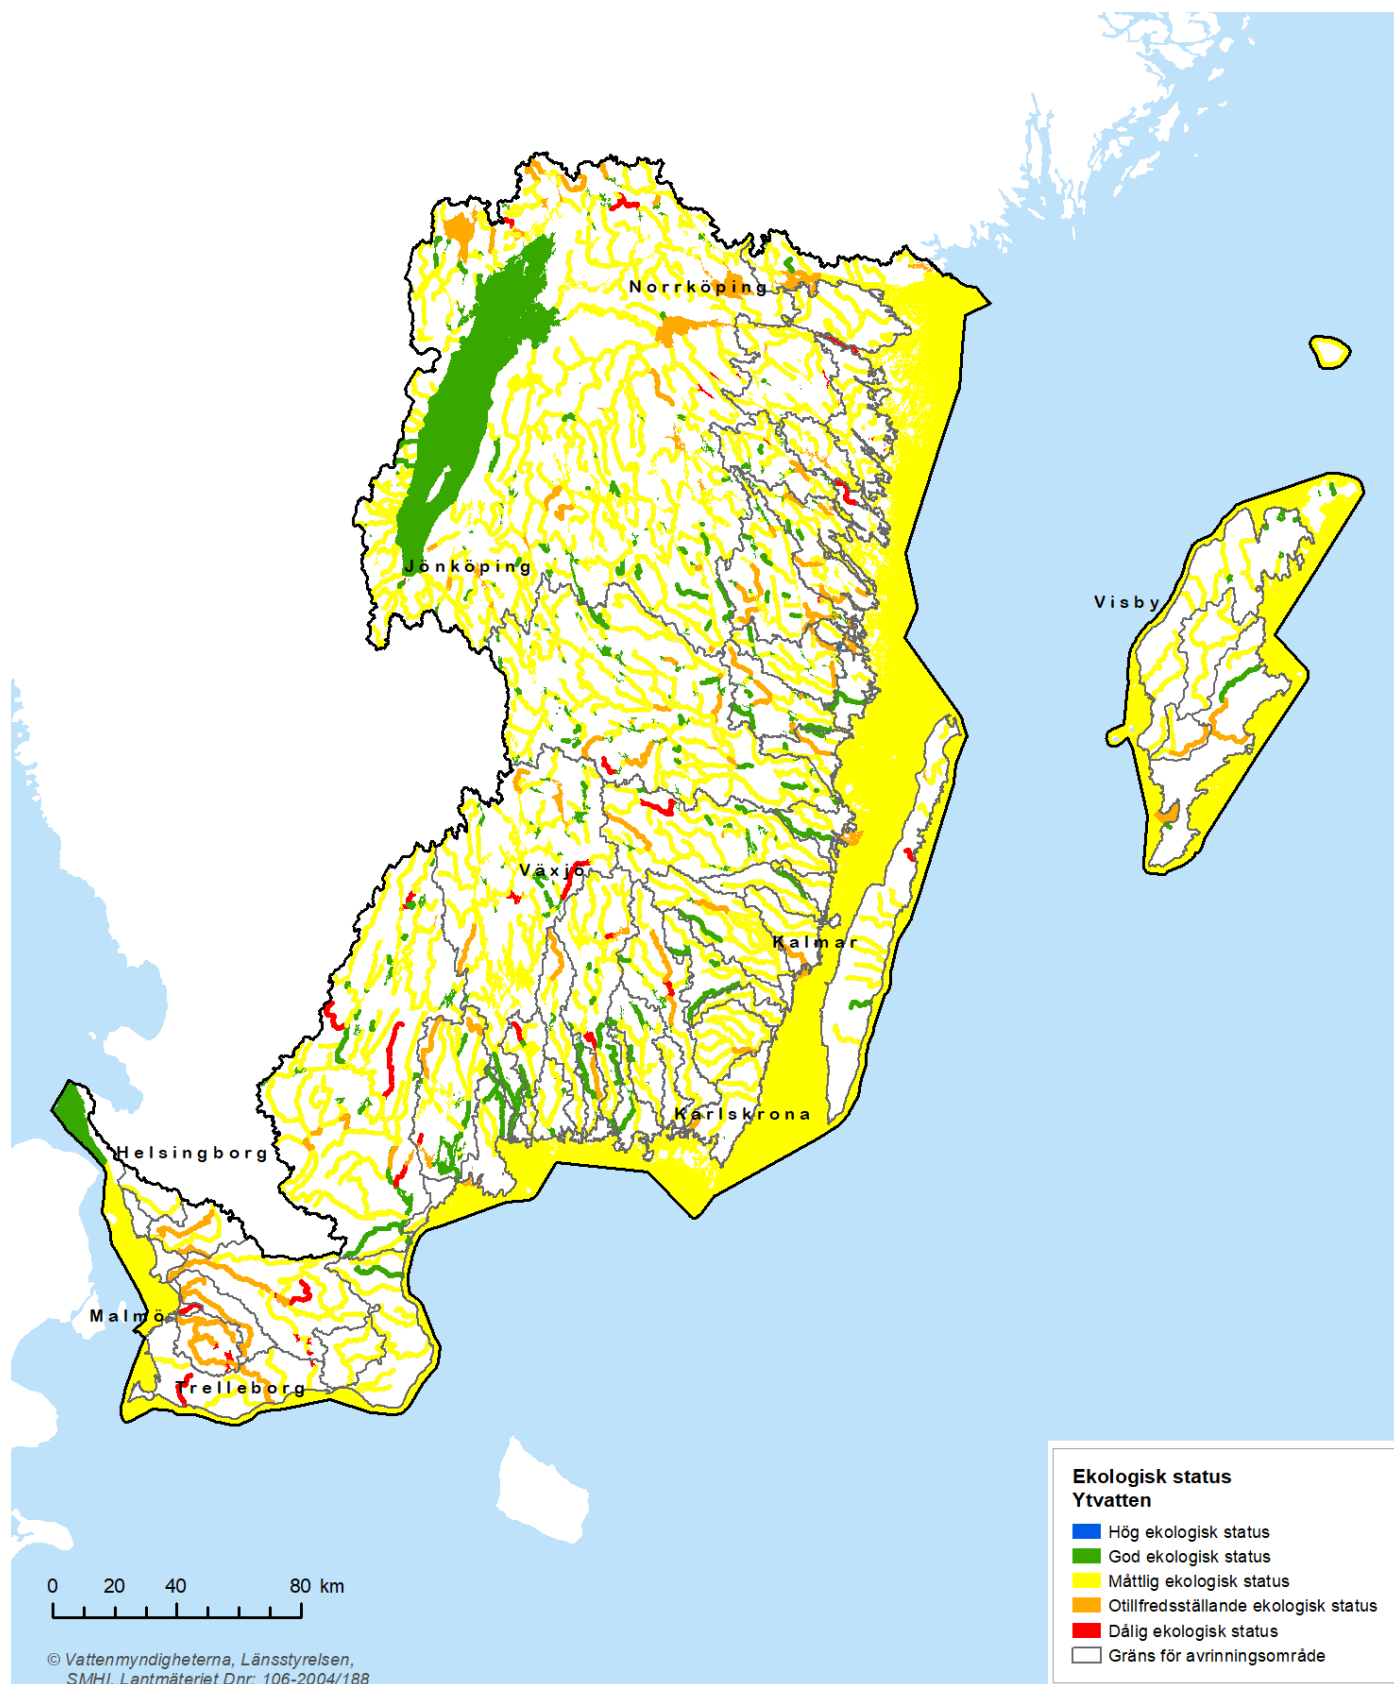 Norrköping
Jönköping
Visby
Växjö
Kalmar
Karlskrona
Helsingborg
Malmö
Trelleborg
Ekologisk status
Ytvatten
Hög ekologisk status
God ekologisk status
Måttlig ekologisk status
Otillfredsställande ekologisk status
Dålig ekologisk status
Gräns för avrinningsområde
0 20 40 80 km
© Vattenmyndigheterna, Länsstyrelsen,
SMHI, Lantmäteriet Dnr: 106-2004/188